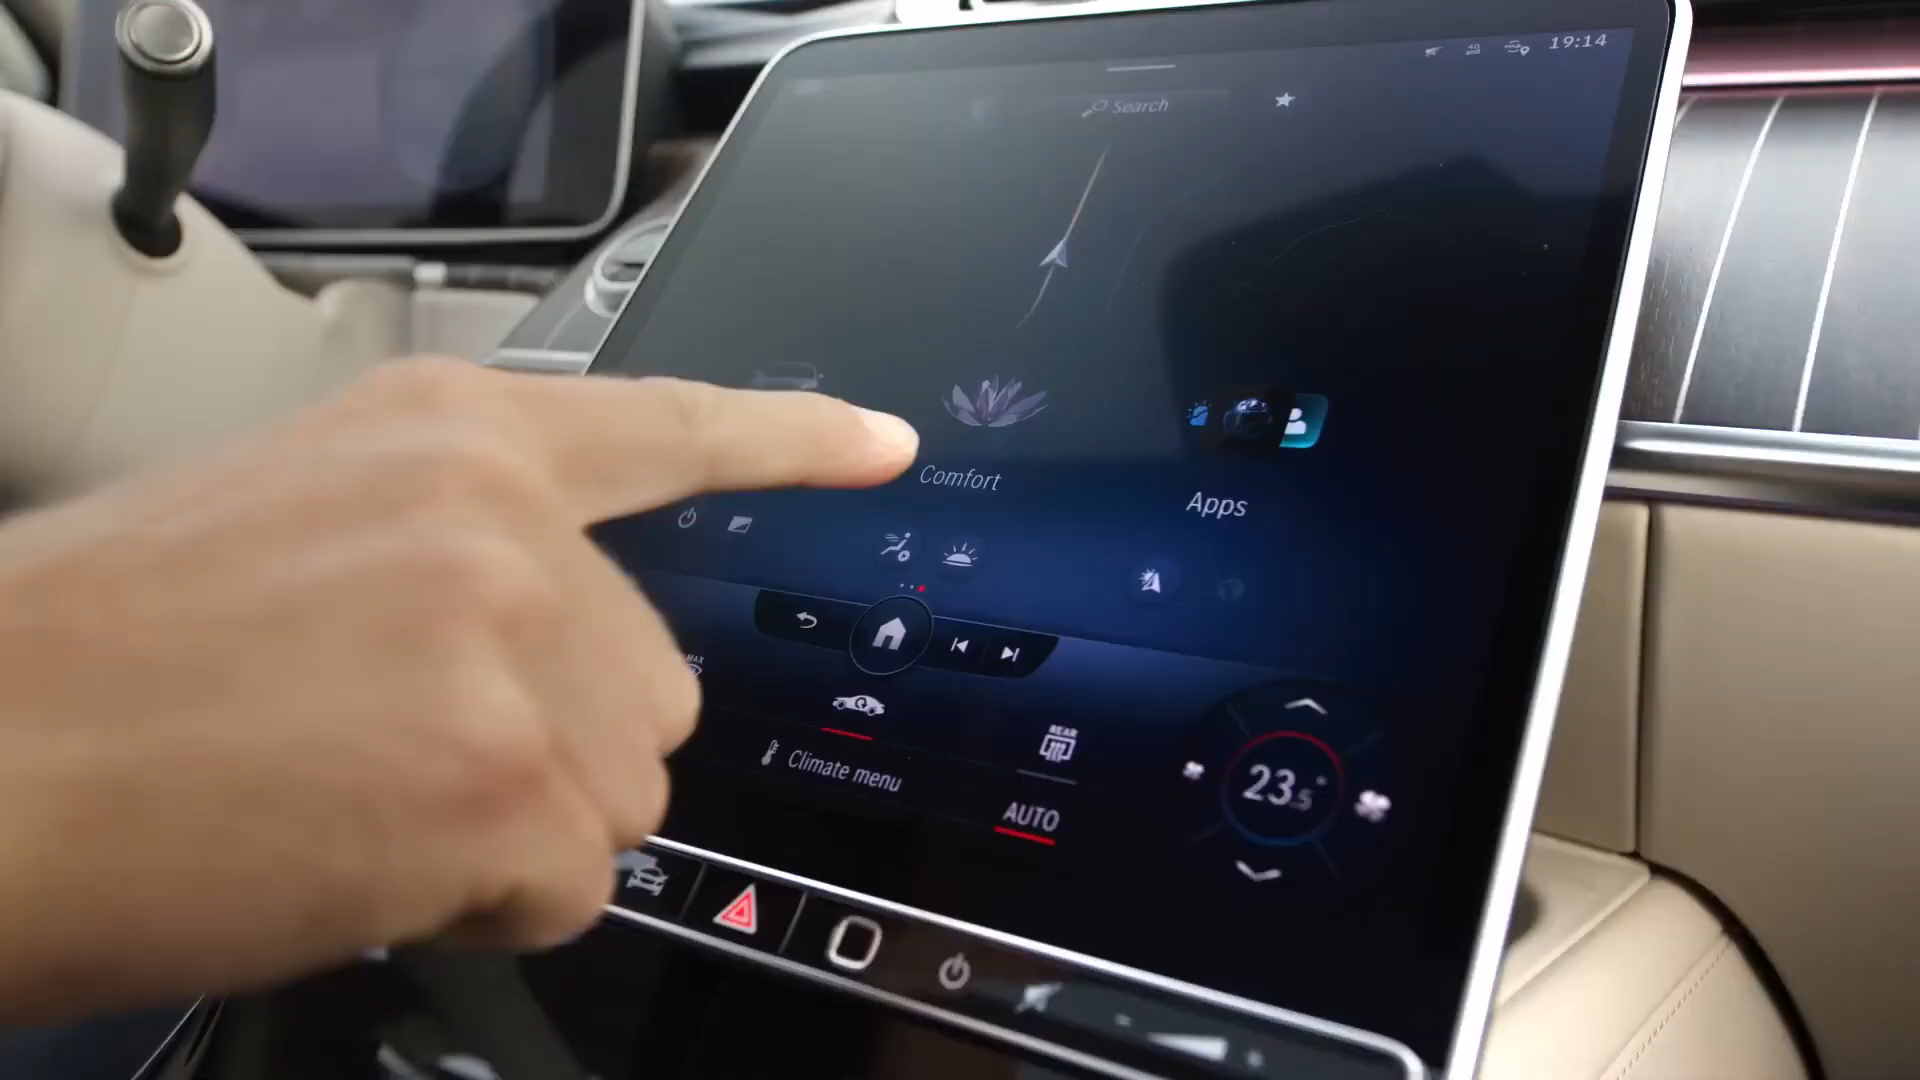 19:14
Search
Comfort
Apps
MAX
REAR
Climate menu
23.5°
AUTO